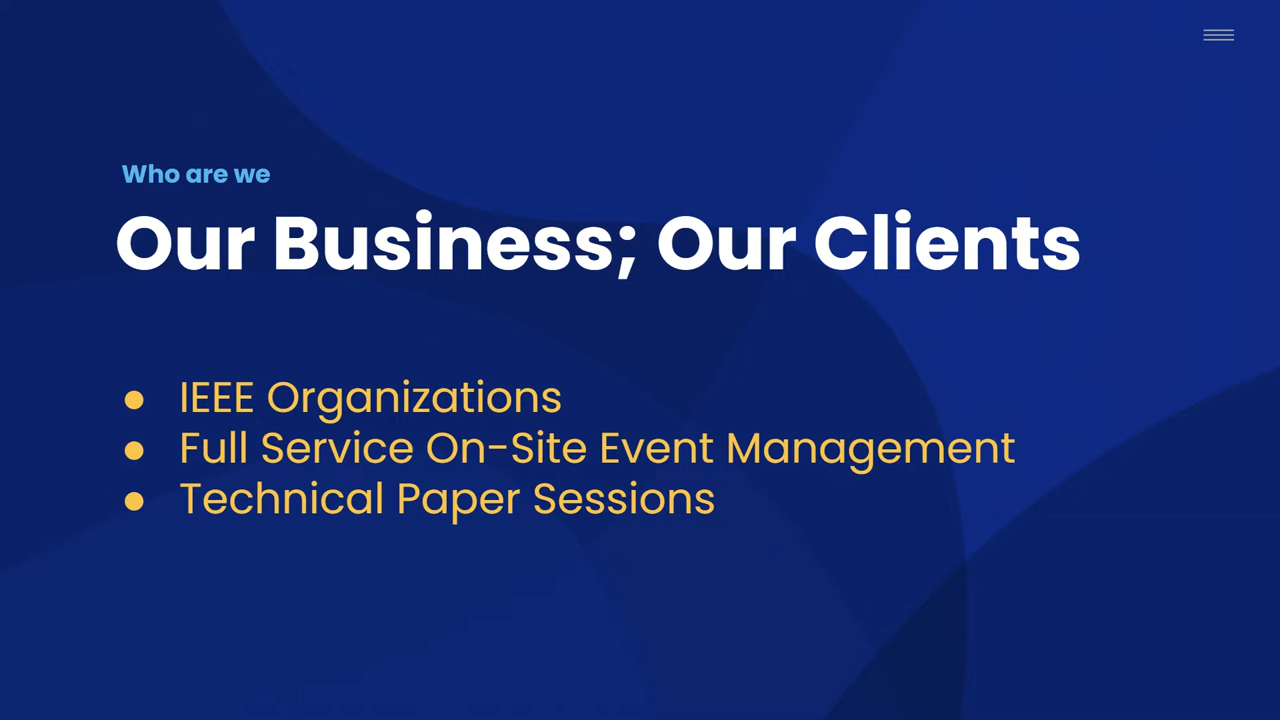 Who are we
Our Business; Our Clients
● IEEE Organizations
● Full Service On-Site Event Management
● Technical Paper Sessions